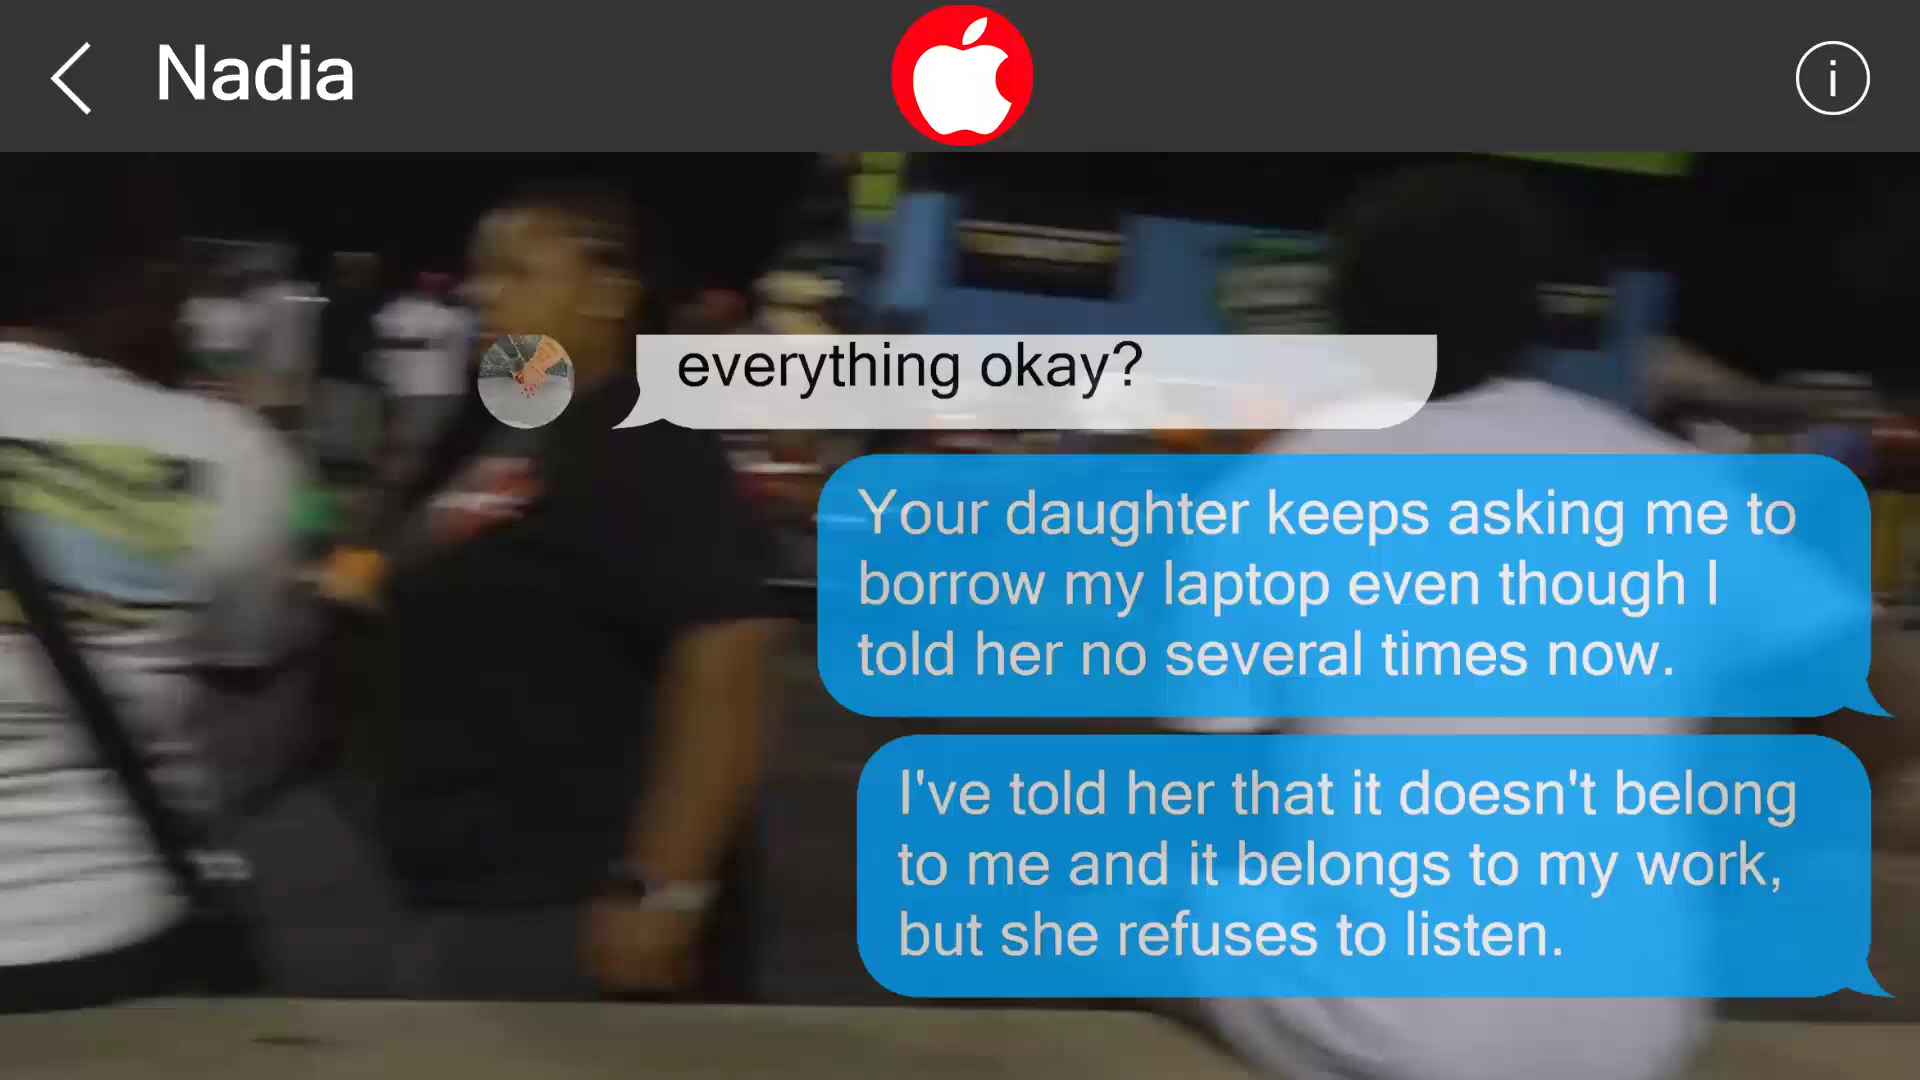 Nadia
i
everything okay?
Your daughter keeps asking me to
borrow my laptop even though I
told her no several times now.
I've told her that it doesn't belong
to me and it belongs to my work,
but she refuses to listen.